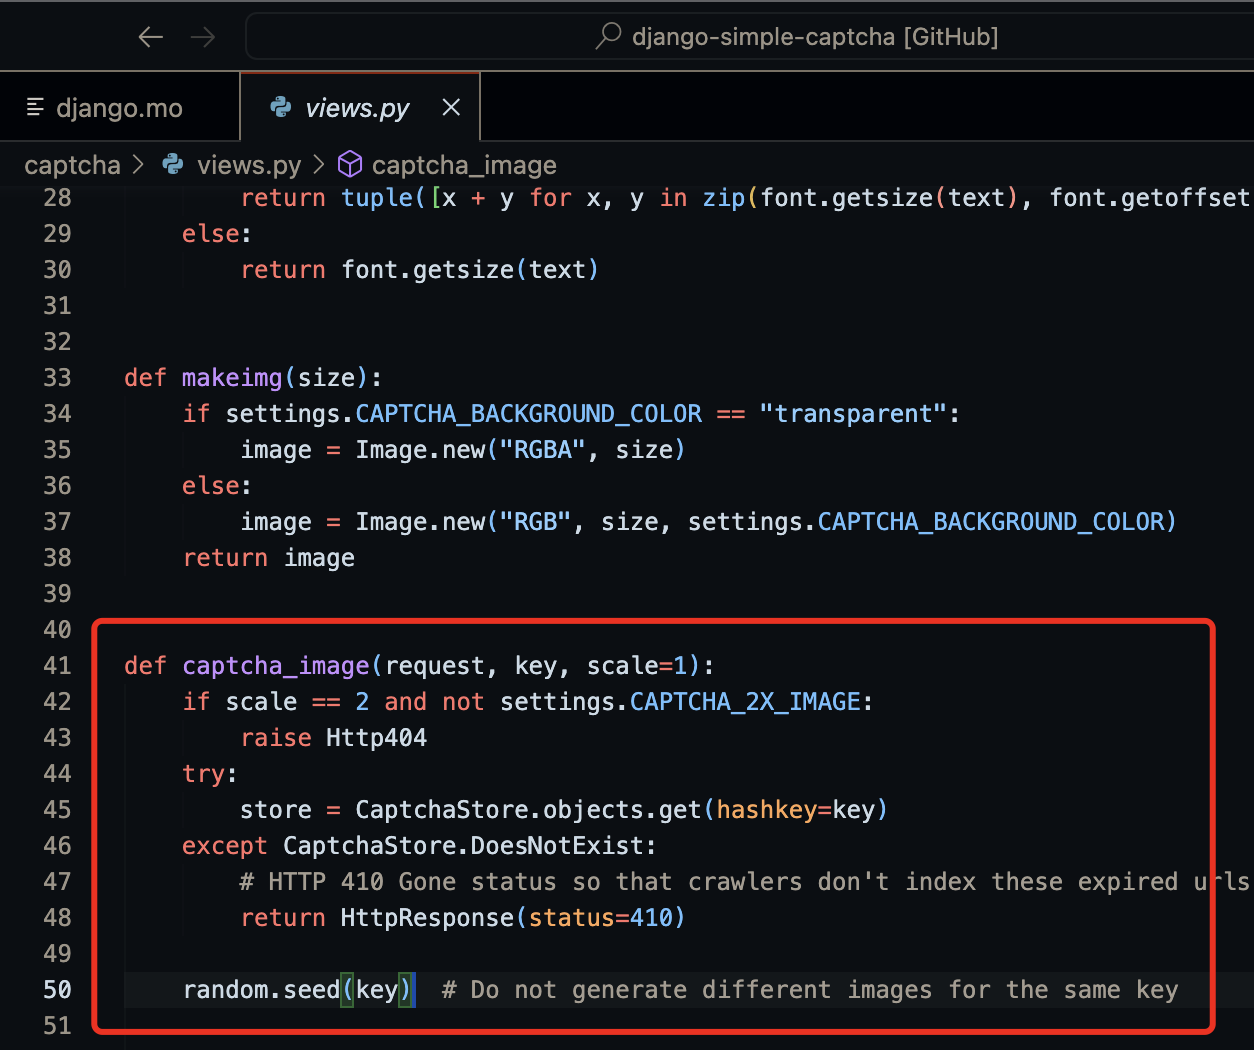 django-simple-captcha [GitHub]
django.mo
views.py
captcha > views.py > captcha_image
28 return tuple([x + y for x, y in zip(font.getsize(text), font.getoffset
29 else:
30 return font.getsize(text)
31
32
33 def makeimg(size):
34 if settings.CAPTCHA_BACKGROUND_COLOR == "transparent":
35 image = Image.new("RGBA", size)
36 else:
37 image = Image.new("RGB", size, settings.CAPTCHA_BACKGROUND_COLOR)
38 return image
39
40
41 def captcha_image(request, key, scale=1):
42 if scale == 2 and not settings.CAPTCHA_2X_IMAGE:
43 raise Http404
44 try:
45 store = CaptchaStore.objects.get(hashkey=key)
46 except CaptchaStore.DoesNotExist:
47 # HTTP 410 Gone status so that crawlers don't index these expired urls
48 return HttpResponse(status=410)
49
50 random.seed(key) # Do not generate different images for the same key
51